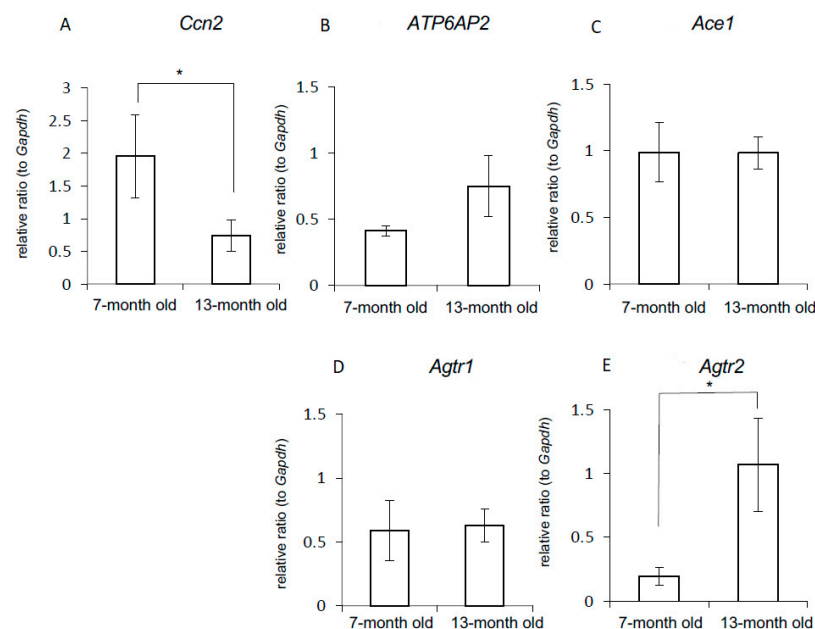 A
Ccn2
relative ratio (to Gapdh)
3
2.5
2
1.5
1
0.5
0
*
7-month old
13-month old
B
ATP6AP2
relative ratio (to Gapdh)
1.5
1
0.5
0
7-month old
13-month old
C
Ace1
relative ratio (to Gapdh)
1.5
1
0.5
0
7-month old
13-month old
D
Agtr1
relative ratio (to Gapdh)
1.5
1
0.5
0
7-month old
13-month old
E
Agtr2
*
relative ratio (to Gapdh)
1.5
1
0.5
0
7-month old
13-month old